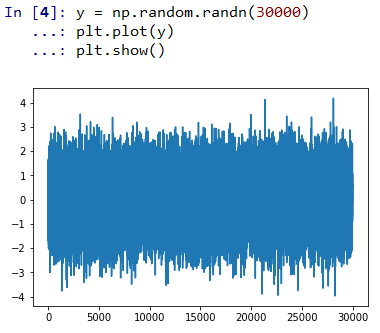 In [4]: y = np.random.randn(30000)
   ...: plt.plot(y)
   ...: plt.show()
4
3
2
1
0
−1
−2
−3
−4
0 5000 10000 15000 20000 25000 30000